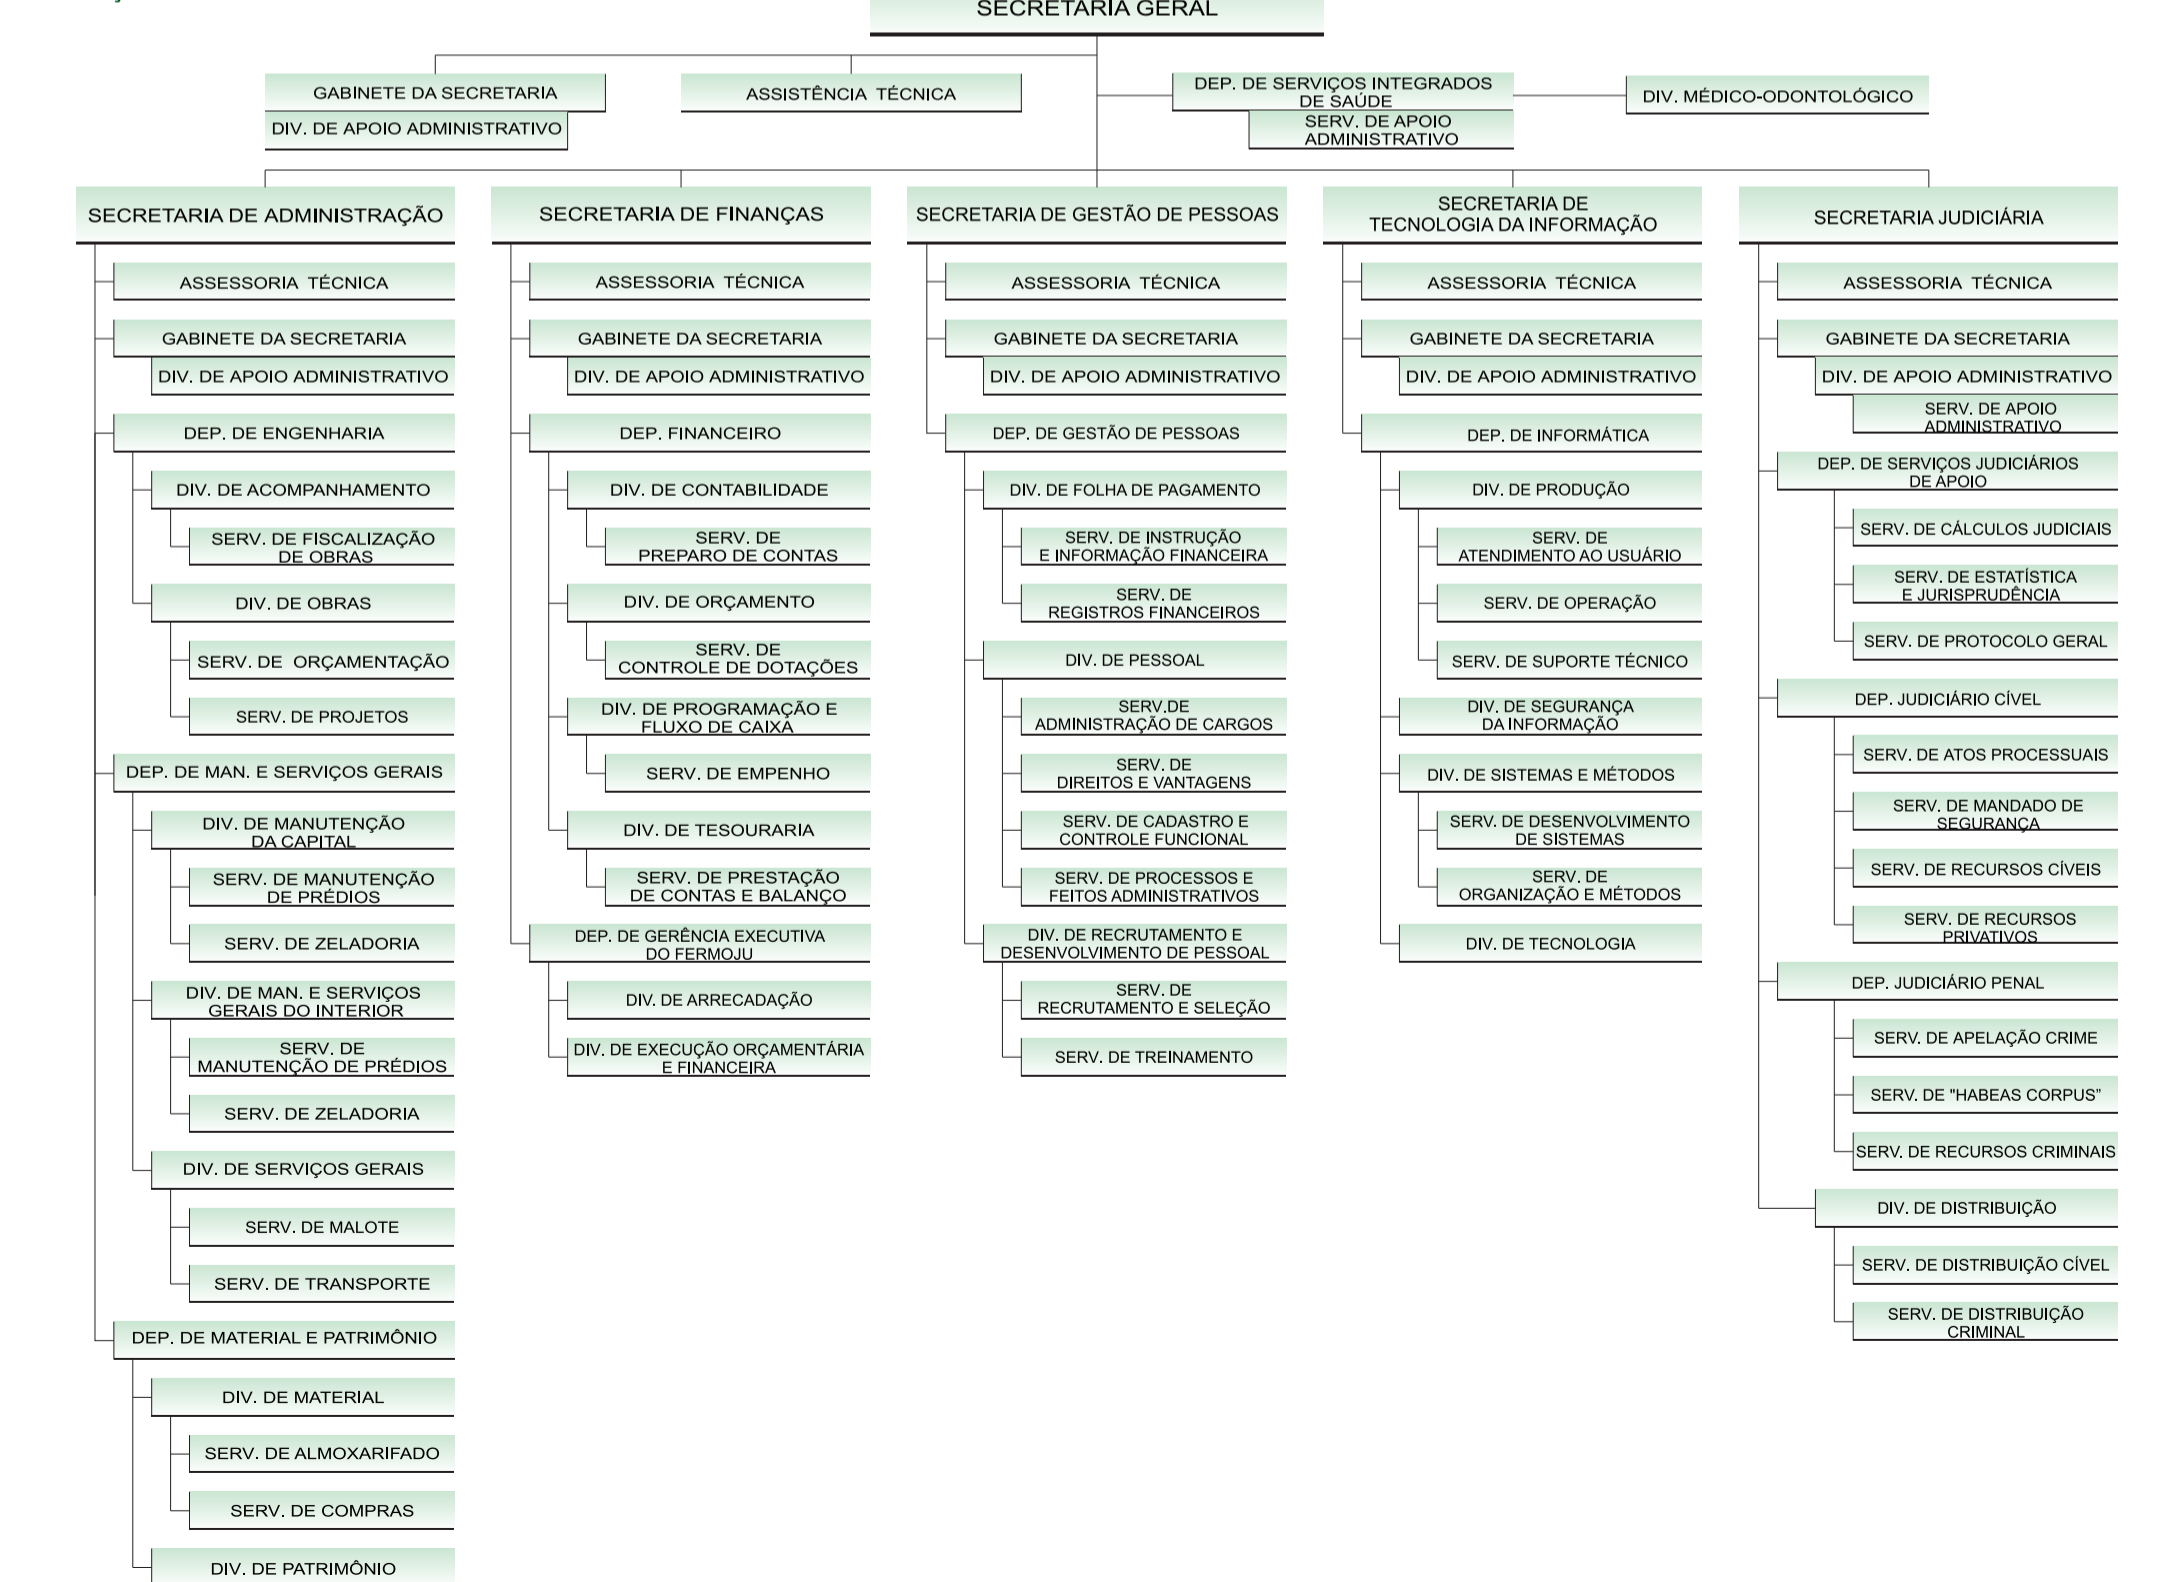 SECRETARIA GERAL
GABINETE DA SECRETARIA
DIV. DE APOIO ADMINISTRATIVO
ASSISTÊNCIA TÉCNICA
DEP. DE SERVIÇOS INTEGRADOS
DE SAÚDE
SERV. DE APOIO
ADMINISTRATIVO
DIV. MÉDICO-ODONTOLÓGICO
SECRETARIA DE ADMINISTRAÇÃO
ASSESSORIA TÉCNICA
GABINETE DA SECRETARIA
DIV. DE APOIO ADMINISTRATIVO
DEP. DE ENGENHARIA
DIV. DE ACOMPANHAMENTO
SERV. DE FISCALIZAÇÃO
DE OBRAS
DIV. DE OBRAS
SERV. DE ORÇAMENTAÇÃO
SERV. DE PROJETOS
DEP. DE MAN. E SERVIÇOS GERAIS
DIV. DE MANUTENÇÃO
DA CAPITAL
SERV. DE MANUTENÇÃO
DE PRÉDIOS
SERV. DE ZELADORIA
DIV. DE MAN. E SERVIÇOS
GERAIS DO INTERIOR
SERV. DE
MANUTENÇÃO DE PRÉDIOS
SERV. DE ZELADORIA
DIV. DE SERVIÇOS GERAIS
SERV. DE MALOTE
SERV. DE TRANSPORTE
DEP. DE MATERIAL E PATRIMÔNIO
DIV. DE MATERIAL
SERV. DE ALMOXARIFADO
SERV. DE COMPRAS
DIV. DE PATRIMÔNIO
SECRETARIA DE FINANÇAS
ASSESSORIA TÉCNICA
GABINETE DA SECRETARIA
DIV. DE APOIO ADMINISTRATIVO
DEP. FINANCEIRO
DIV. DE CONTABILIDADE
SERV. DE
PREPARO DE CONTAS
DIV. DE ORÇAMENTO
SERV. DE
CONTROLE DE DOTAÇÕES
DIV. DE PROGRAMAÇÃO E
FLUXO DE CAIXA
SERV. DE EMPENHO
DIV. DE TESOURARIA
SERV. DE PRESTAÇÃO
DE CONTAS E BALANÇO
DEP. DE GERÊNCIA EXECUTIVA
DO FERMOJU
DIV. DE ARRECADAÇÃO
DIV. DE EXECUÇÃO ORÇAMENTÁRIA
E FINANCEIRA
SECRETARIA DE GESTÃO DE PESSOAS
ASSESSORIA TÉCNICA
GABINETE DA SECRETARIA
DIV. DE APOIO ADMINISTRATIVO
DEP. DE GESTÃO DE PESSOAS
DIV. DE FOLHA DE PAGAMENTO
SERV. DE INSTRUÇÃO
E INFORMAÇÃO FINANCEIRA
SERV. DE
REGISTROS FINANCEIROS
DIV. DE PESSOAL
SERV.DE
ADMINISTRAÇÃO DE CARGOS
SERV. DE
DIREITOS E VANTAGENS
SERV. DE CADASTRO E
CONTROLE FUNCIONAL
SERV. DE PROCESSOS E
FEITOS ADMINISTRATIVOS
DIV. DE RECRUTAMENTO E
DESENVOLVIMENTO DE PESSOAL
SERV. DE
RECRUTAMENTO E SELEÇÃO
SERV. DE TREINAMENTO
SECRETARIA DE
TECNOLOGIA DA INFORMAÇÃO
ASSESSORIA TÉCNICA
GABINETE DA SECRETARIA
DIV. DE APOIO ADMINISTRATIVO
DEP. DE INFORMÁTICA
DIV. DE PRODUÇÃO
SERV. DE
ATENDIMENTO AO USUÁRIO
SERV. DE OPERAÇÃO
SERV. DE SUPORTE TÉCNICO
DIV. DE SEGURANÇA
DA INFORMAÇÃO
DIV. DE SISTEMAS E MÉTODOS
SERV. DE DESENVOLVIMENTO
DE SISTEMAS
SERV. DE
ORGANIZAÇÃO E MÉTODOS
DIV. DE TECNOLOGIA
SECRETARIA JUDICIÁRIA
ASSESSORIA TÉCNICA
GABINETE DA SECRETARIA
DIV. DE APOIO ADMINISTRATIVO
SERV. DE APOIO
ADMINISTRATIVO
DEP. DE SERVIÇOS JUDICIÁRIOS
DE APOIO
SERV. DE CÁLCULOS JUDICIAIS
SERV. DE ESTATÍSTICA
E JURISPRUDÊNCIA
SERV. DE PROTOCOLO GERAL
DEP. JUDICIÁRIO CÍVEL
SERV. DE ATOS PROCESSUAIS
SERV. DE MANDADO DE
SEGURANÇA
SERV. DE RECURSOS CÍVEIS
SERV. DE RECURSOS
PRIVATIVOS
DEP. JUDICIÁRIO PENAL
SERV. DE APELAÇÃO CRIME
SERV. DE "HABEAS CORPUS”
SERV. DE RECURSOS CRIMINAIS
DIV. DE DISTRIBUIÇÃO
SERV. DE DISTRIBUIÇÃO CÍVEL
SERV. DE DISTRIBUIÇÃO
CRIMINAL